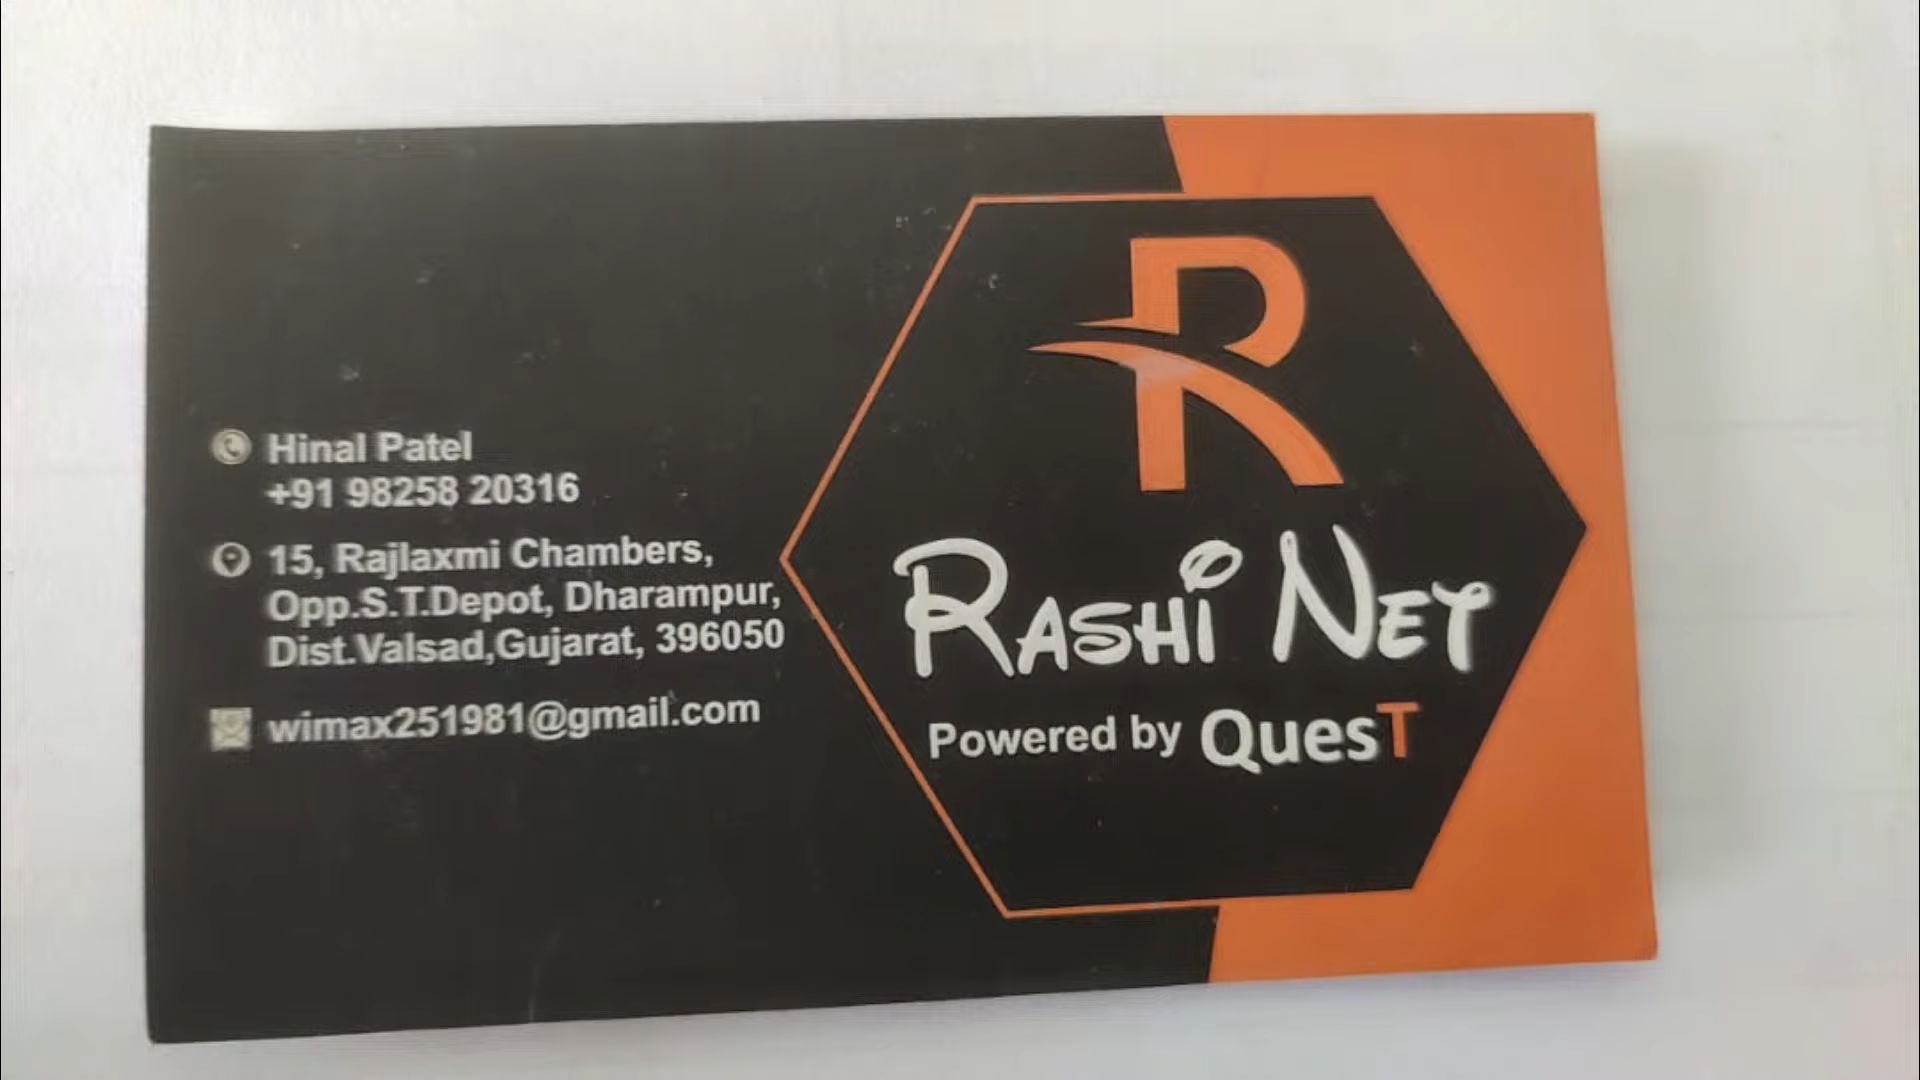 Hinal Patel
+91 98258 20316
15, Rajlaxmi Chambers,
Opp.S.T.Depot, Dharampur,
Dist.Valsad,Gujarat, 396050
wimax251981@gmail.com
R
RASHI NET
Powered by QuesT